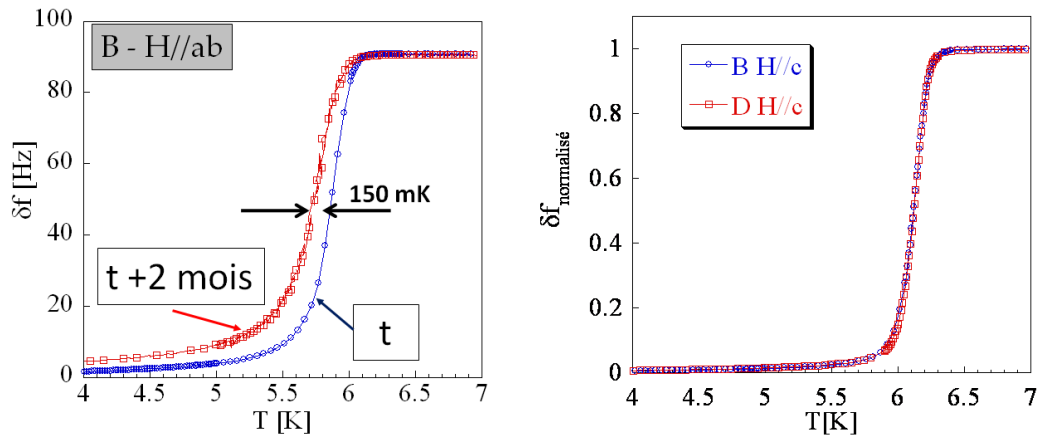 B - H//ab
100
80
60
40
20
0
δf [Hz]
150 mK
t +2 mois
t
4 4.5 5 5.5 6 6.5 7
T [K]
B H//c
D H//c
1
0.8
0.6
0.4
0.2
0
δf normalisé
4 4.5 5 5.5 6 6.5 7
T[K]